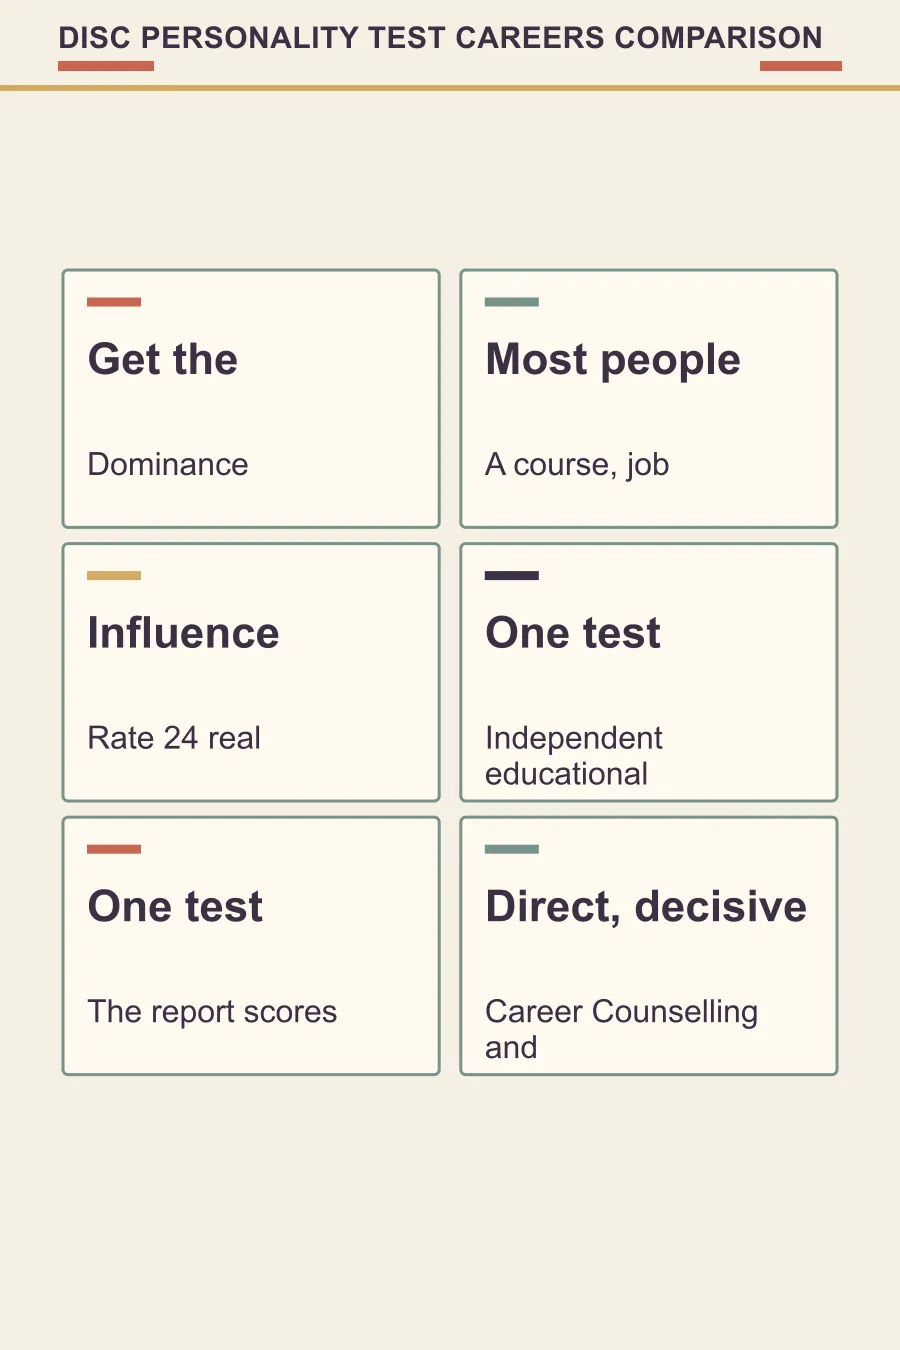 DISC PERSONALITY TEST CAREERS COMPARISON
Get the
Dominance
Most people
A course, job
Influence
Rate 24 real
One test
Independent
educational
One test
The report scores
Direct, decisive
Career Counselling
and